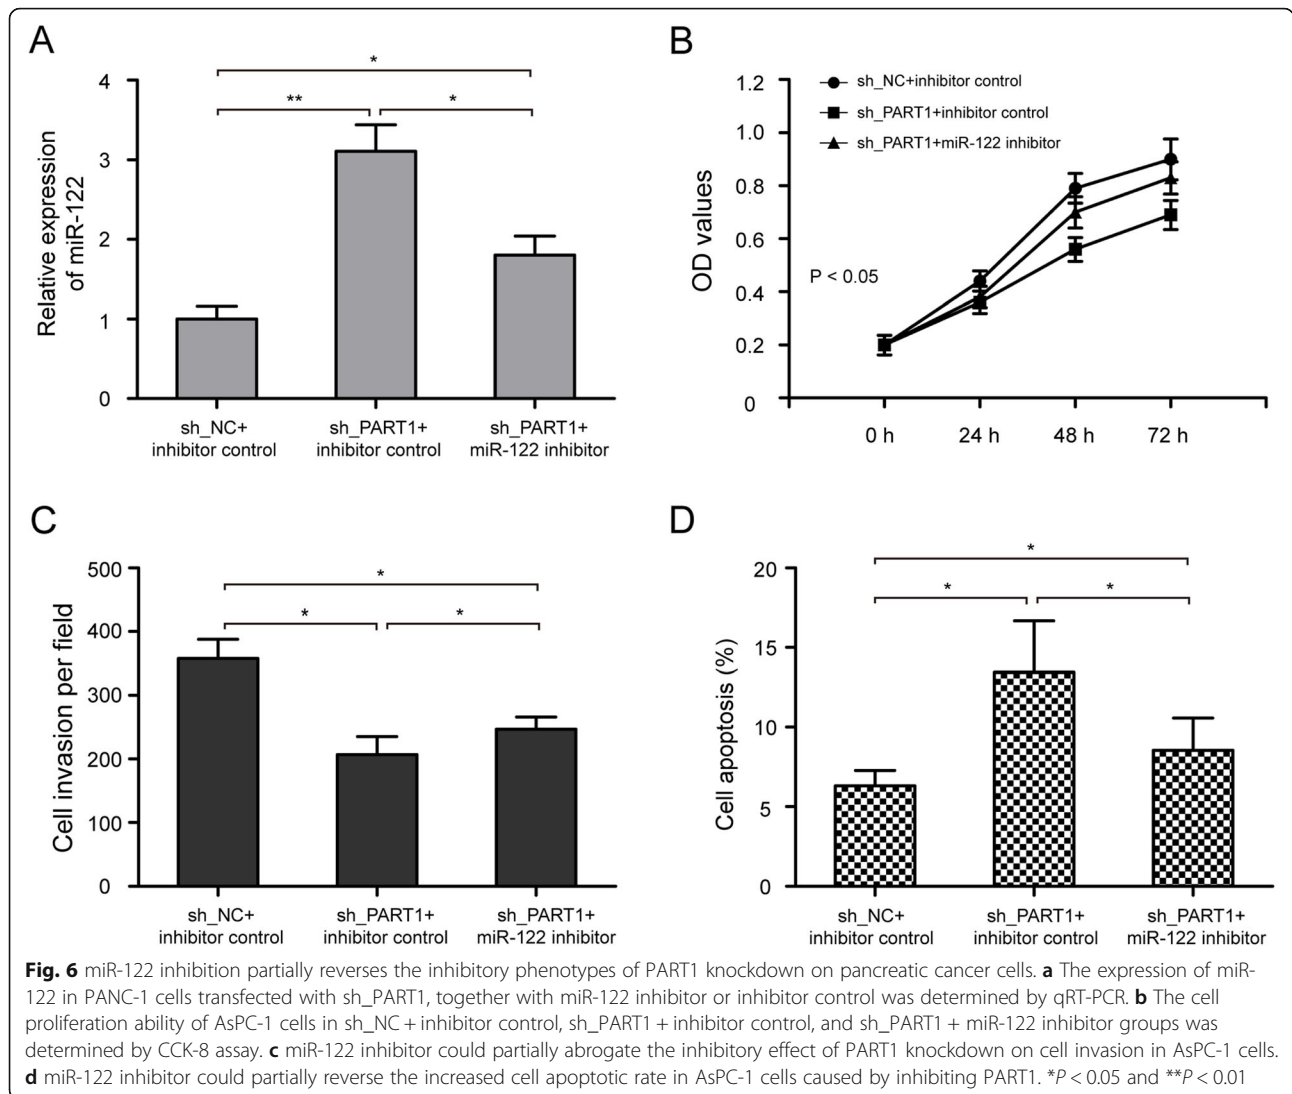 A
Relative expression
of miR-122
4
3
2
1
0
*
**
*
sh_NC+
inhibitor control
sh_PART1+
inhibitor control
sh_PART1+
miR-122 inhibitor
B
OD values
1.2
1.0
0.8
0.6
0.4
0.2
0
sh_NC+inhibitor control
sh_PART1+inhibitor control
sh_PART1+miR-122 inhibitor
P < 0.05
0 h
24 h
48 h
72 h
C
Cell invasion per field
500
400
300
200
100
0
*
*
*
sh_NC+
inhibitor control
sh_PART1+
inhibitor control
sh_PART1+
miR-122 inhibitor
D
Cell apoptosis (%)
20
15
10
5
0
*
*
*
sh_NC+
inhibitor control
sh_PART1+
inhibitor control
sh_PART1+
miR-122 inhibitor
Fig. 6 miR-122 inhibition partially reverses the inhibitory phenotypes of PART1 knockdown on pancreatic cancer cells. a The expression of miR-
122 in PANC-1 cells transfected with sh_PART1, together with miR-122 inhibitor or inhibitor control was determined by qRT-PCR. b The cell
proliferation ability of AsPC-1 cells in sh_NC + inhibitor control, sh_PART1 + inhibitor control, and sh_PART1 + miR-122 inhibitor groups was
determined by CCK-8 assay. c miR-122 inhibitor could partially abrogate the inhibitory effect of PART1 knockdown on cell invasion in AsPC-1 cells.
d miR-122 inhibitor could partially reverse the increased cell apoptotic rate in AsPC-1 cells caused by inhibiting PART1. *P < 0.05 and **P < 0.01